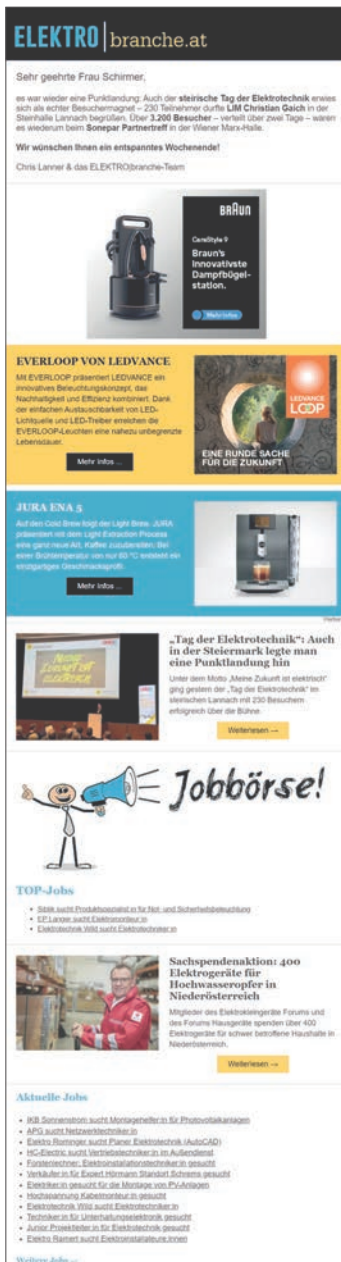 ELEKTRO|branche.at
Sehr geehrte Frau Schirmer,
es war wieder eine Punktlandung: Auch der steirische Tag der Elektrotechnik erwies
sich als echter Besuchermagnet – 230 Teilnehmer durfte LIM Christian Gaich in der
Steinhalle Lannach begrüßen. Über 3.200 Besucher – verteilt über zwei Tage – waren
es wiederum beim Sonepar Partnertreff in der Wiener Marx-Halle.
Wir wünschen Ihnen ein entspanntes Wochenende!
Chris Lanner & das ELEKTRO|branche-Team
BRAUN
CareStyle 9
Braun's
innovativste
Dampfbügel-
station.
Mehr Infos
EVERLOOP VON LEDVANCE
Mit EVERLOOP präsentiert LEDVANCE ein
innovatives Beleuchtungskonzept, das
Nachhaltigkeit und Effizienz kombiniert. Dank
der einfachen Austauschbarkeit von LED-
Lichtquelle und LED-Treiber erreichen die
EVERLOOP-Leuchten eine nahezu unbegrenzte
Lebensdauer.
Mehr Infos ...
LEDVANCE
LOOP
EINE RUNDE SACHE
FÜR DIE ZUKUNFT
JURA ENA 5
Auf den Cold Brew folgt der Light Brew. JURA
präsentiert mit dem Light Extraction Process
eine ganz neue Art, Kaffee zuzubereiten. Bei
einer Brühtemperatur von nur 60 °C entsteht ein
einzigartiges Geschmacksprofil.
Mehr Infos ...
„Tag der Elektrotechnik“: Auch
in der Steiermark legte man
eine Punktlandung hin
Unter dem Motto „Meine Zukunft ist elektrisch“
ging gestern der „Tag der Elektrotechnik“ im
steirischen Lannach mit 230 Besuchern
erfolgreich über die Bühne.
Weiterlesen →
MEINE
ZUKUNFT IST
ELEKTRISCH
Jobbörse!
TOP-Jobs
• Siblik sucht Produktspezialist:in für Not- und Sicherheitsbeleuchtung
• EP:Langer sucht Elektromonteur:in
• Elektrotechnik Wild sucht Elektrotechniker:in
Sachspendenaktion: 400
Elektrogeräte für
Hochwasseropfer in
Niederösterreich
Mitglieder des Elektrokleingeräte Forums und
des Forums Hausgeräte spenden über 400
Elektrogeräte für schwer betroffene Haushalte in
Niederösterreich.
Weiterlesen →
Aktuelle Jobs
• IKB Sonnenstrom sucht Montagehelfer:in für Photovoltaikanlagen
• APG sucht Netzwerktechniker:in
• Elektro Rominger sucht Planer Elektrotechnik (AutoCAD)
• HC-Electric sucht Vertriebstechniker:in im Außendienst
• Forstenlechner: Elektroinstallationstechniker:in gesucht
• Verkäufer:in für Expert Hörmann Standort Schrems gesucht
• Elektriker:in gesucht für die Montage von PV-Anlagen
• Hochspannung Kabelmonteur:in gesucht
• Elektrotechnik Wild sucht Elektrotechniker:in
• Techniker:in für Unterhaltungselektronik gesucht
• Junior Projektleiter:in für Elektrotechnik gesucht
• Elektro Ramert sucht Elektroinstallateure:innen
Weitere Jobs →